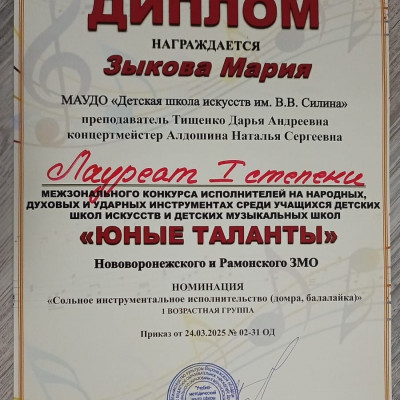 ДИПЛОМ
НАГРАЖДАЕТСЯ
Зыкова Мария
МАУДО «Детская школа искусств им. В.В. Силина»
преподаватель Тищенко Дарья Андреевна
концертмейстер Алдошина Наталья Сергеевна
Лауреат I степени
МЕЖЗОНАЛЬНОГО КОНКУРСА ИСПОЛНИТЕЛЕЙ НА НАРОДНЫХ,
ДУХОВЫХ И УДАРНЫХ ИНСТРУМЕНТАХ СРЕДИ УЧАЩИХСЯ ДЕТСКИХ
ШКОЛ ИСКУССТВ И ДЕТСКИХ МУЗЫКАЛЬНЫХ ШКОЛ
«ЮНЫЕ ТАЛАНТЫ»
Нововоронежского и Рамонского ЗМО
НОМИНАЦИЯ
«Сольное инструментальное исполнительство (домра, балалайка)»
1 ВОЗРАСТНАЯ ГРУППА
Приказ от 24.03.2025 № 02-31 ОД